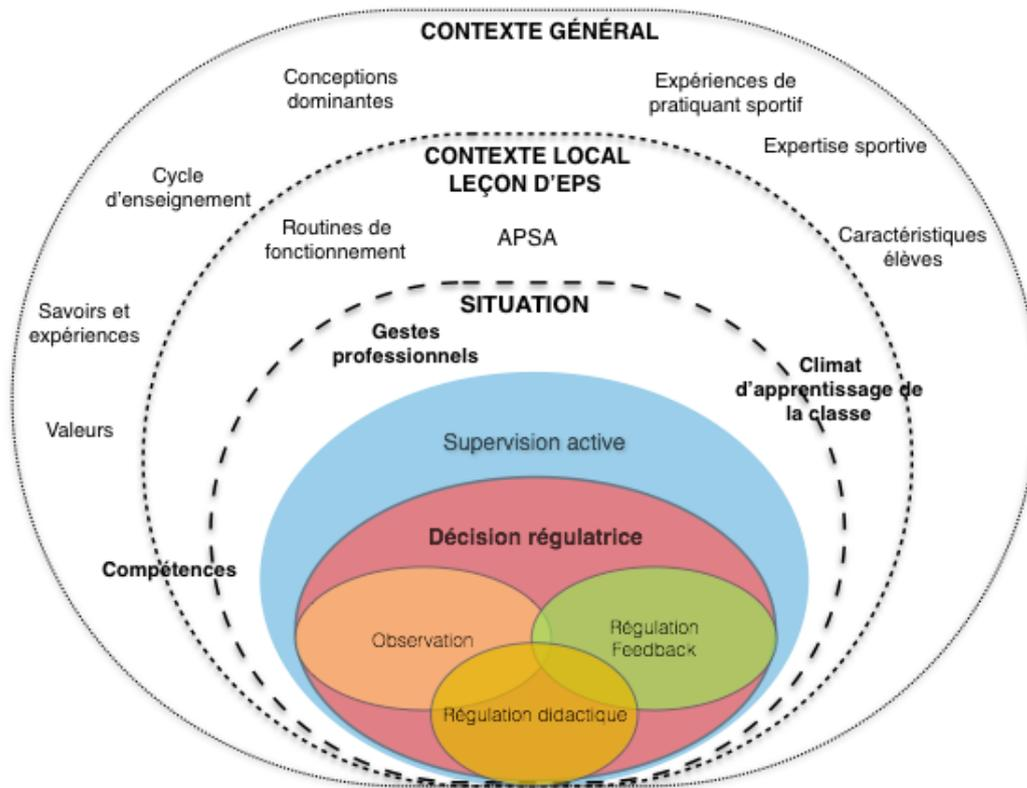 CONTEXTE GÉNÉRAL
Conceptions
dominantes
Expériences de
pratiquant sportif
Expertise sportive
CONTEXTE LOCAL
LEÇON D'EPS
Cycle
d'enseignement
Routines de
fonctionnement
APSA
Caractéristiques
élèves
SITUATION
Savoirs et
expériences
Gestes
professionnels
Climat
d'apprentissage de
la classe
Valeurs
Supervision active
Décision régulatrice
Compétences
Observation
Régulation
Feedback
Régulation didactique